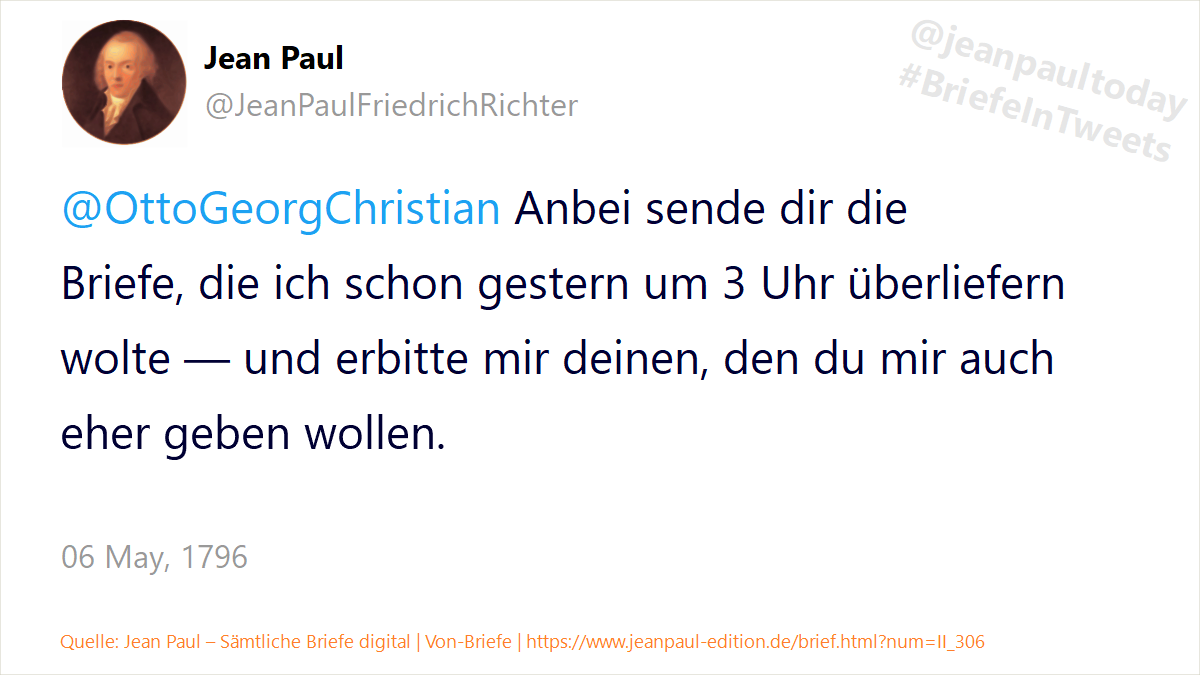 Jean Paul
@JeanPaulFriedrichRichter
@jeanpaultoday
#BriefeInTweets
@OttoGeorgChristian Anbei sende dir die
Briefe, die ich schon gestern um 3 Uhr überliefern
wolte — und erbitte mir deinen, den du mir auch
eher geben wollen.
06 May, 1796
Quelle: Jean Paul – Sämtliche Briefe digital | Von-Briefe | https://www.jeanpaul-edition.de/brief.html?num=II_306